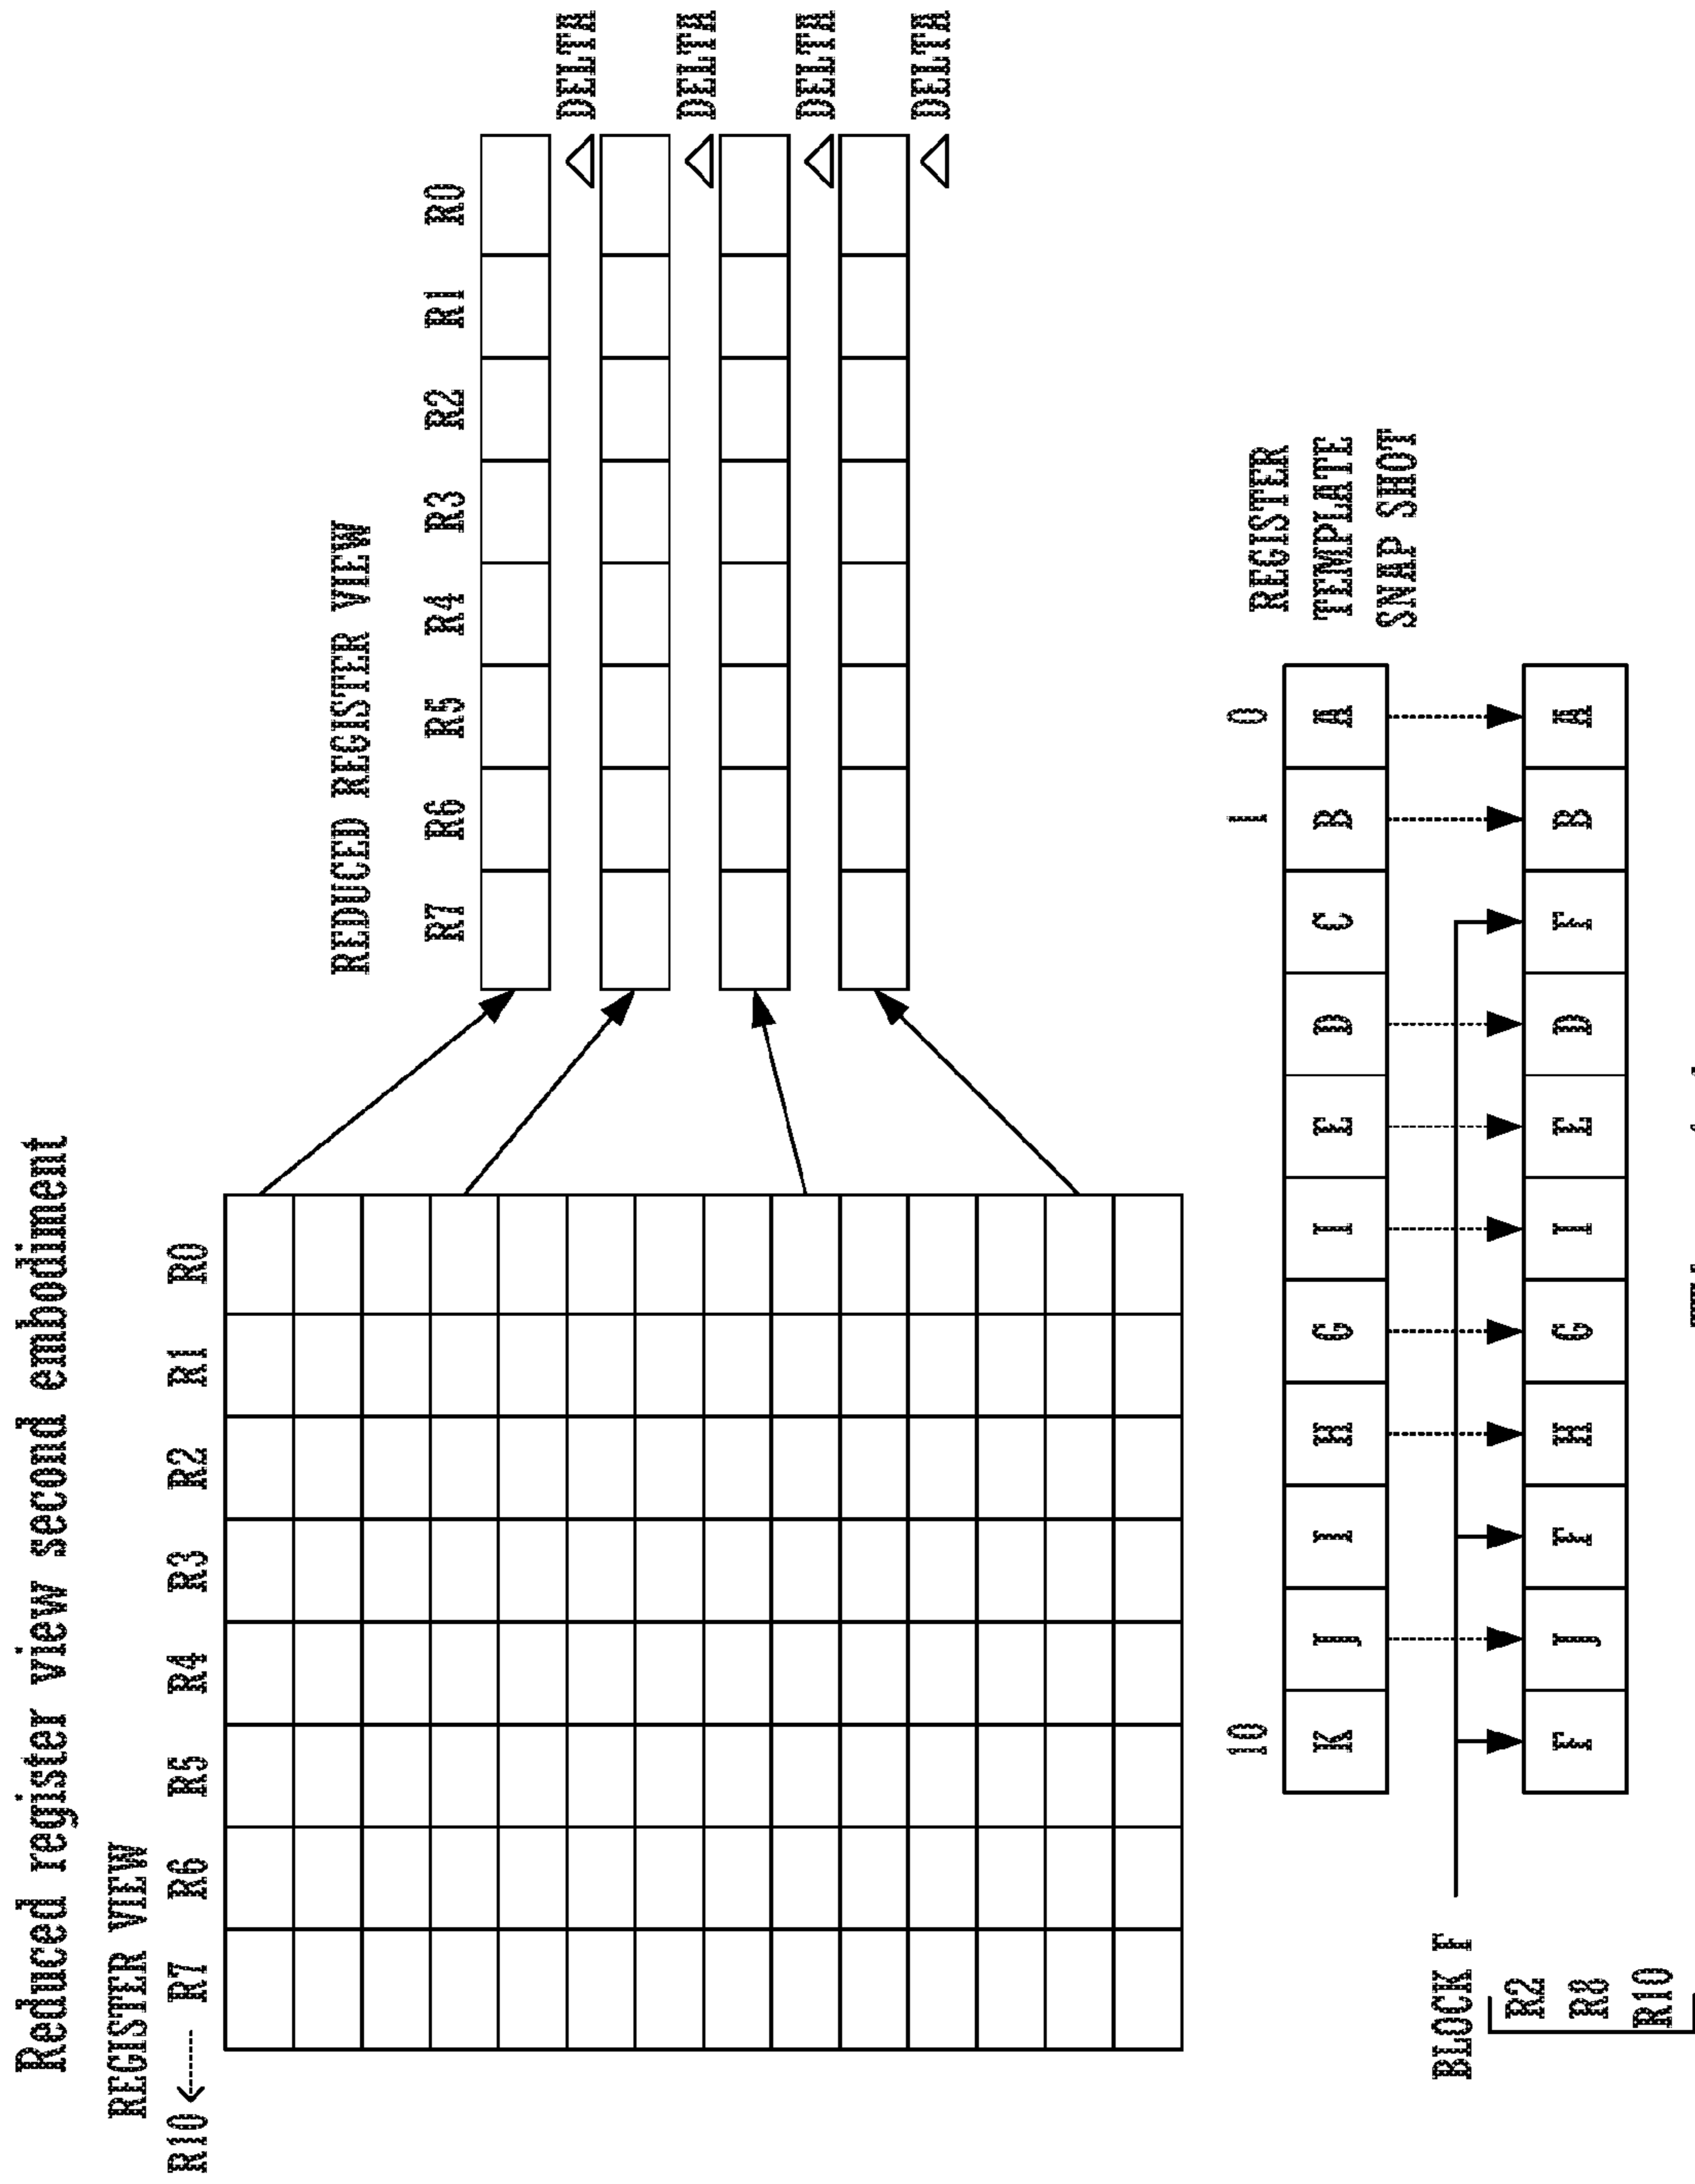 Reduced register view second embodiment
REGISTER VIEW
R10 R7 R6 R5 R4 R3 R2 R1 R0
REDUCED REGISTER VIEW
R7 R6 R5 R4 R3 R2 R1 R0
DELTA
DELTA
DELTA
DELTA
10 1 0
K J I H G I E D C B A
REGISTER
TEMPLATE
SNAP SHOT
BLOCK F
F J F H G I E D F B A
R2
R8
R10